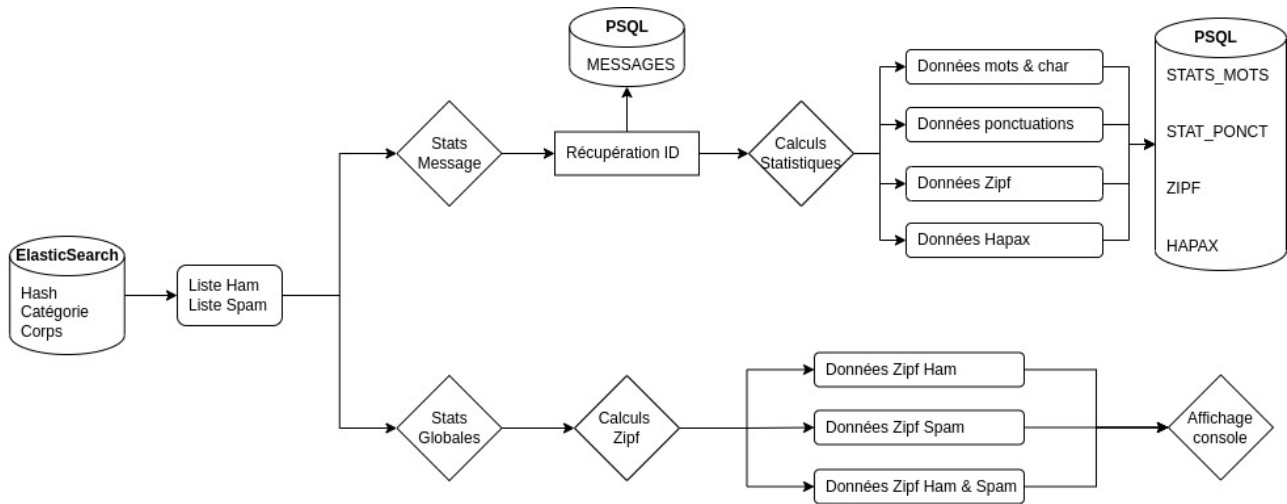 PSQL
MESSAGES
PSQL
STATS_MOTS
STAT_PONCT
ZIPF
HAPAX
Données mots & char
Données ponctuations
Données Zipf
Données Hapax
Stats
Message
Récupération ID
Calculs
Statistiques
ElasticSearch
Hash
Catégorie
Corps
Liste Ham
Liste Spam
Stats
Globales
Calculs
Zipf
Données Zipf Ham
Données Zipf Spam
Données Zipf Ham & Spam
Affichage
console